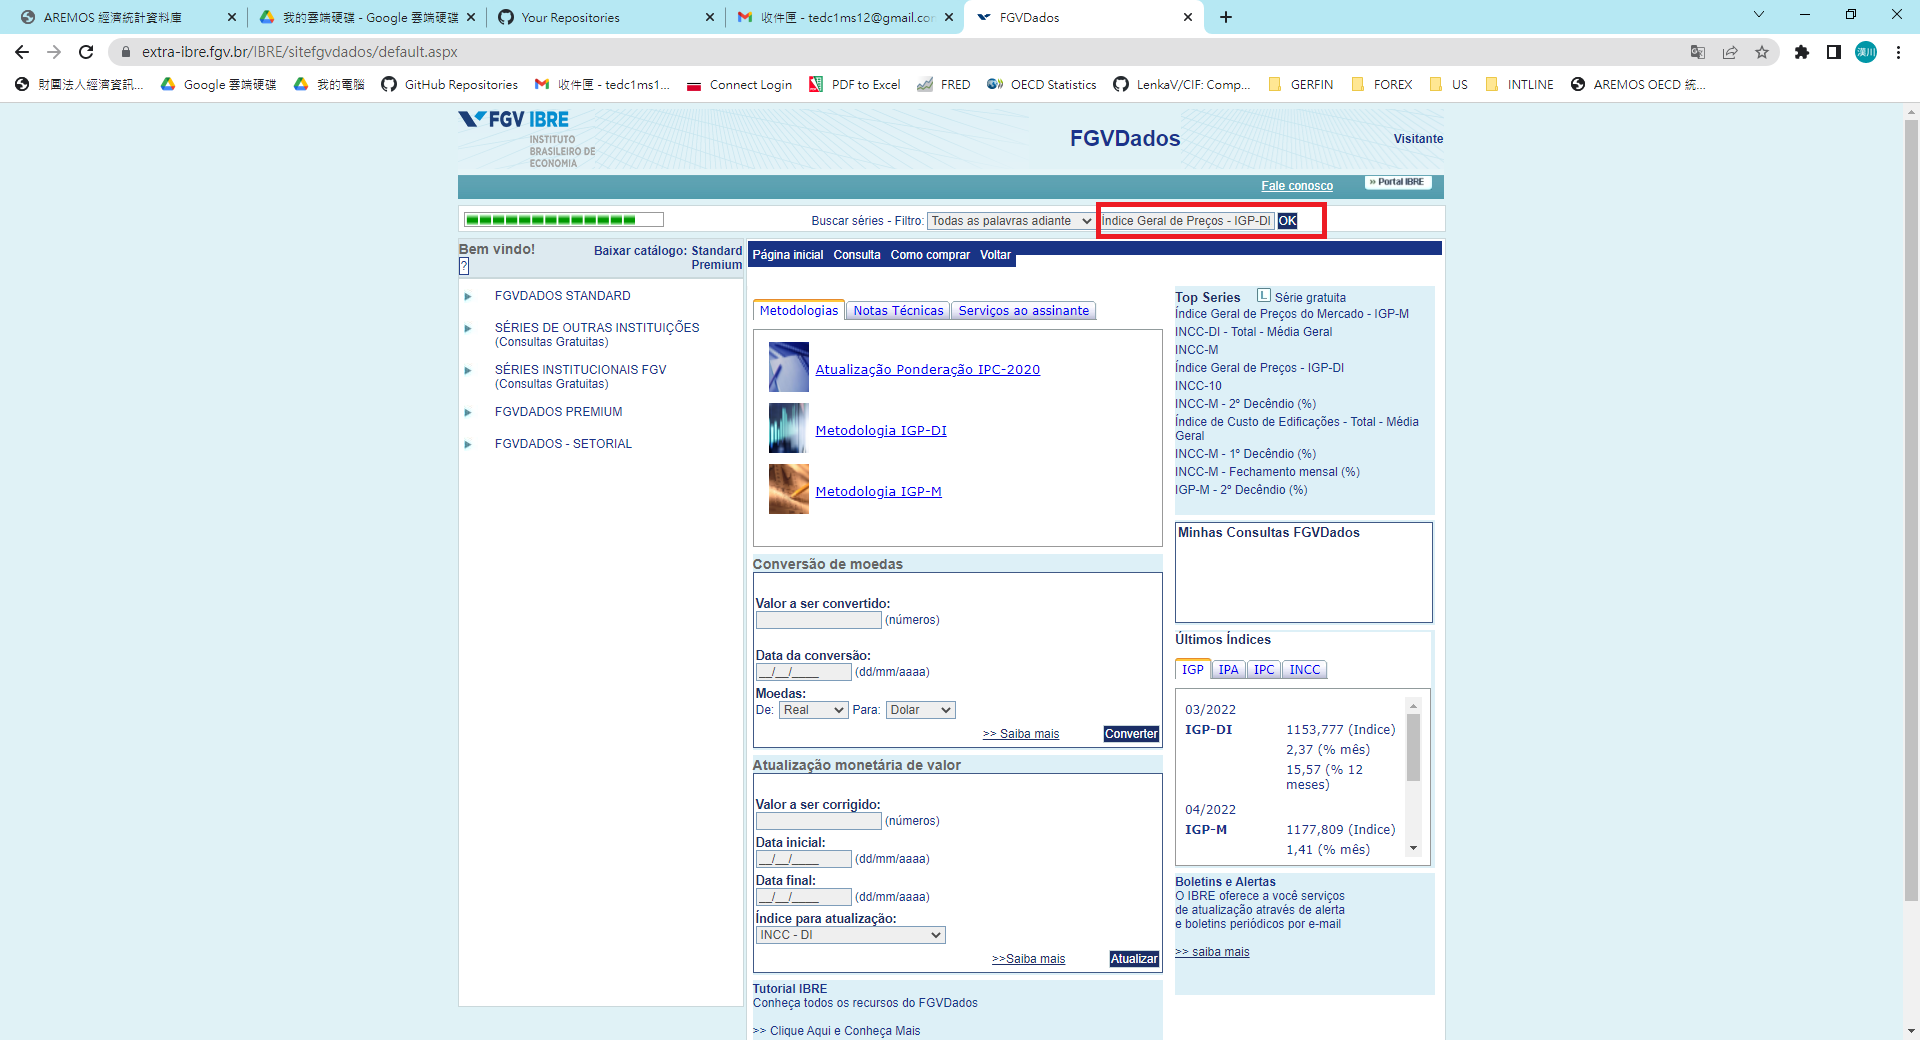 AREMOS 經濟統計資料庫
我的雲端硬碟 - Google 雲端硬碟
Your Repositories
收件匣 - tedc1ms12@gmail.co
FGVDados
extra-ibre.fgv.br/IBRE/sitefgvdados/default.aspx
漢川
財團法人經濟資訊...
Google 雲端硬碟
我的電腦
GitHub Repositories
收件匣 - tedc1ms1...
Connect Login
PDF to Excel
FRED
OECD Statistics
LenkaV/CIF: Comp...
GERFIN
FOREX
US
INTLINE
AREMOS OECD 統...
FGV IBRE
INSTITUTO
BRASILEIRO DE
ECONOMIA
FGVDados
Visitante
Fale conosco
» Portal IBRE
Buscar séries - Filtro: Todas as palavras adiante Índice Geral de Preços - IGP-DI OK
Bem vindo!
?
Baixar catálogo: Standard
Premium
FGVDADOS STANDARD
SÉRIES DE OUTRAS INSTITUIÇÕES
(Consultas Gratuitas)
SÉRIES INSTITUCIONAIS FGV
(Consultas Gratuitas)
FGVDADOS PREMIUM
FGVDADOS - SETORIAL
Página inicial Consulta Como comprar Voltar
Metodologias Notas Técnicas Serviços ao assinante
Atualização Ponderação IPC-2020
Metodologia IGP-DI
Metodologia IGP-M
Conversão de moedas
Valor a ser convertido:
(números)
Data da conversão:
__/__/____ (dd/mm/aaaa)
Moedas:
De: Real Para: Dolar
>> Saiba mais
Converter
Atualização monetária de valor
Valor a ser corrigido:
(números)
Data inicial:
__/__/____ (dd/mm/aaaa)
Data final:
__/__/____ (dd/mm/aaaa)
Índice para atualização:
INCC - DI
>>Saiba mais
Atualizar
Tutorial IBRE
Conheça todos os recursos do FGVDados
>> Clique Aqui e Conheça Mais
Top Series L Série gratuita
Índice Geral de Preços do Mercado - IGP-M
INCC-DI - Total - Média Geral
INCC-M
Índice Geral de Preços - IGP-DI
INCC-10
INCC-M - 2º Decêndio (%)
Índice de Custo de Edificações - Total - Média
Geral
INCC-M - 1º Decêndio (%)
INCC-M - Fechamento mensal (%)
IGP-M - 2º Decêndio (%)
Minhas Consultas FGVDados
Últimos Índices
IGP IPA IPC INCC
03/2022
IGP-DI 1153,777 (Indice)
2,37 (% mês)
15,57 (% 12
meses)
04/2022
IGP-M 1177,809 (Indice)
1,41 (% mês)
Boletins e Alertas
O IBRE oferece a você serviços
de atualização através de alerta
e boletins periódicos por e-mail
>> saiba mais